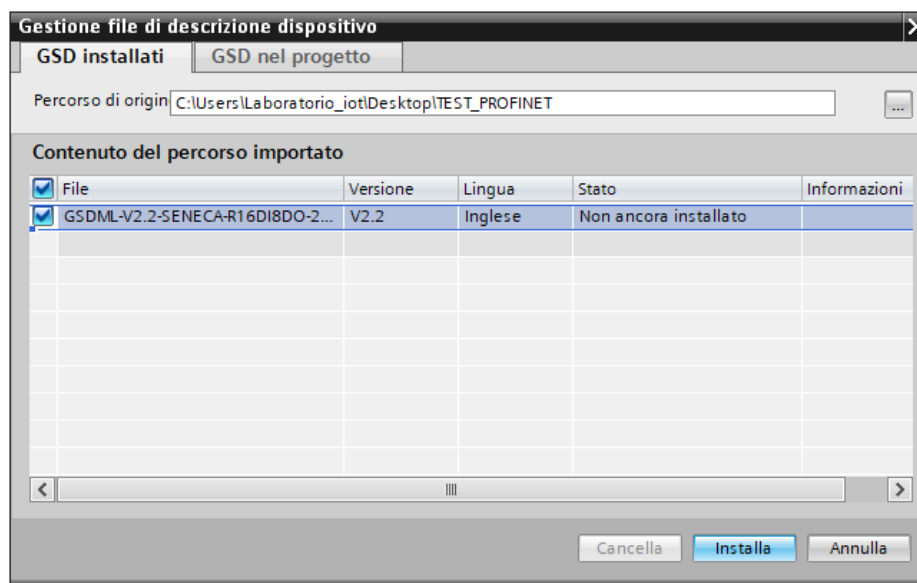 Gestione file di descrizione dispositivo
GSD installati GSD nel progetto
Percorso di origin C:\Users\Laboratorio_iot\Desktop\TEST_PROFINET ...
Contenuto del percorso importato
File Versione Lingua Stato Informazioni
GSDML-V2.2-SENECA-R16DI8DO-2... V2.2 Inglese Non ancora installato
Cancella Installa Annulla